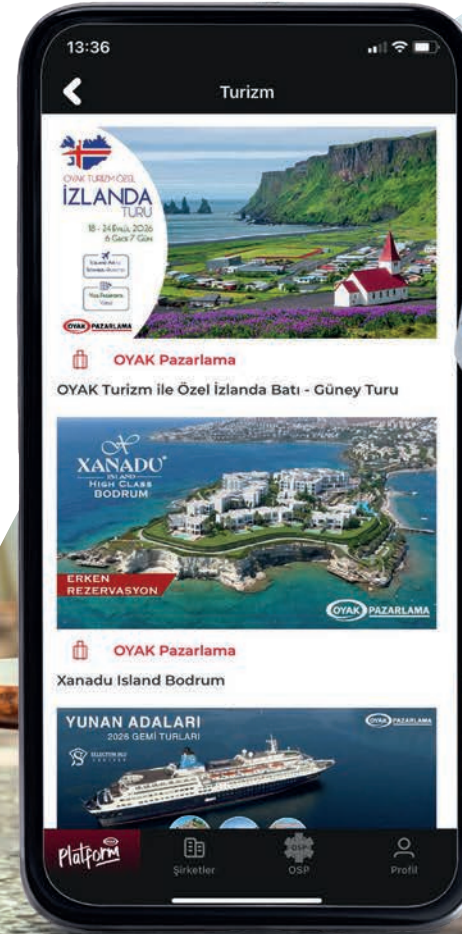 13:36
Turizm
OYAK TURİZM ÖZEL
İZLANDA
TURU
18 - 24 Eylül, 2026
6 Gece 7 Gün
OYAK PAZARLAMA
OYAK Pazarlama
OYAK Turizm ile Özel İzlanda Batı - Güney Turu
XANADU
ISLAND
HIGH CLASS
BODRUM
ERKEN
REZERVASYON
OYAK PAZARLAMA
OYAK Pazarlama
Xanadu Island Bodrum
YUNAN ADALARI
2026 GEMİ TURLARI
OYAK PAZARLAMA
Platform
Şirketler
OSP
Profil